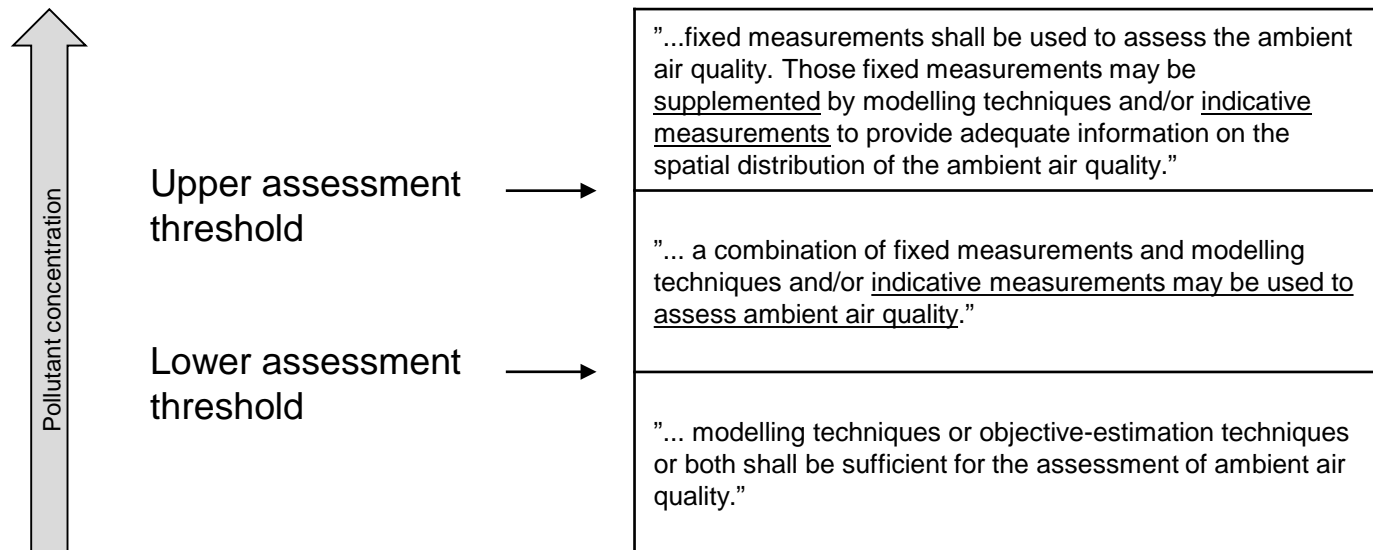 Pollutant concentration
Upper assessment
threshold
Lower assessment
threshold
”...fixed measurements shall be used to assess the ambient
air quality. Those fixed measurements may be
supplemented by modelling techniques and/or indicative
measurements to provide adequate information on the
spatial distribution of the ambient air quality.”
”... a combination of fixed measurements and modelling
techniques and/or indicative measurements may be used to
assess ambient air quality.”
”... modelling techniques or objective-estimation techniques
or both shall be sufficient for the assessment of ambient air
quality.”